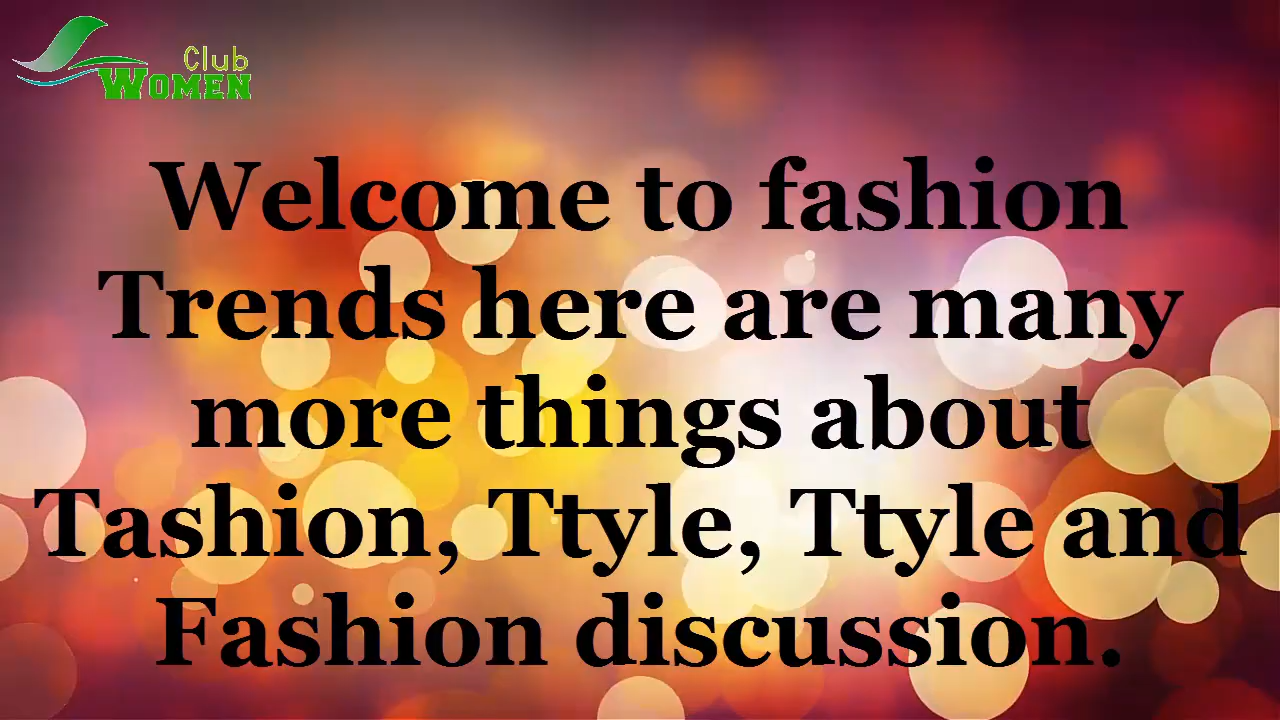 Club
WOMEN
Welcome to fashion
Trends here are many
more things about
Tashion, Ttyle, Ttyle and
Fashion discussion.